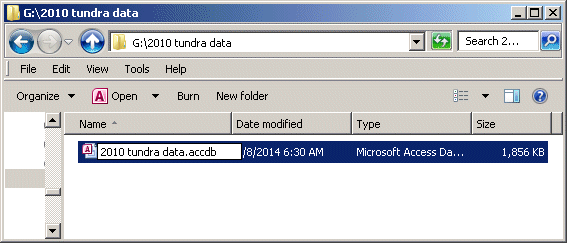 G:\2010 tundra data
G:\2010 tundra data Search 2...
File Edit View Tools Help
Organize Open Burn New folder
Name Date modified Type Size
2010 tundra data.accdb /8/2014 6:30 AM Microsoft Access Da... 1,856 KB